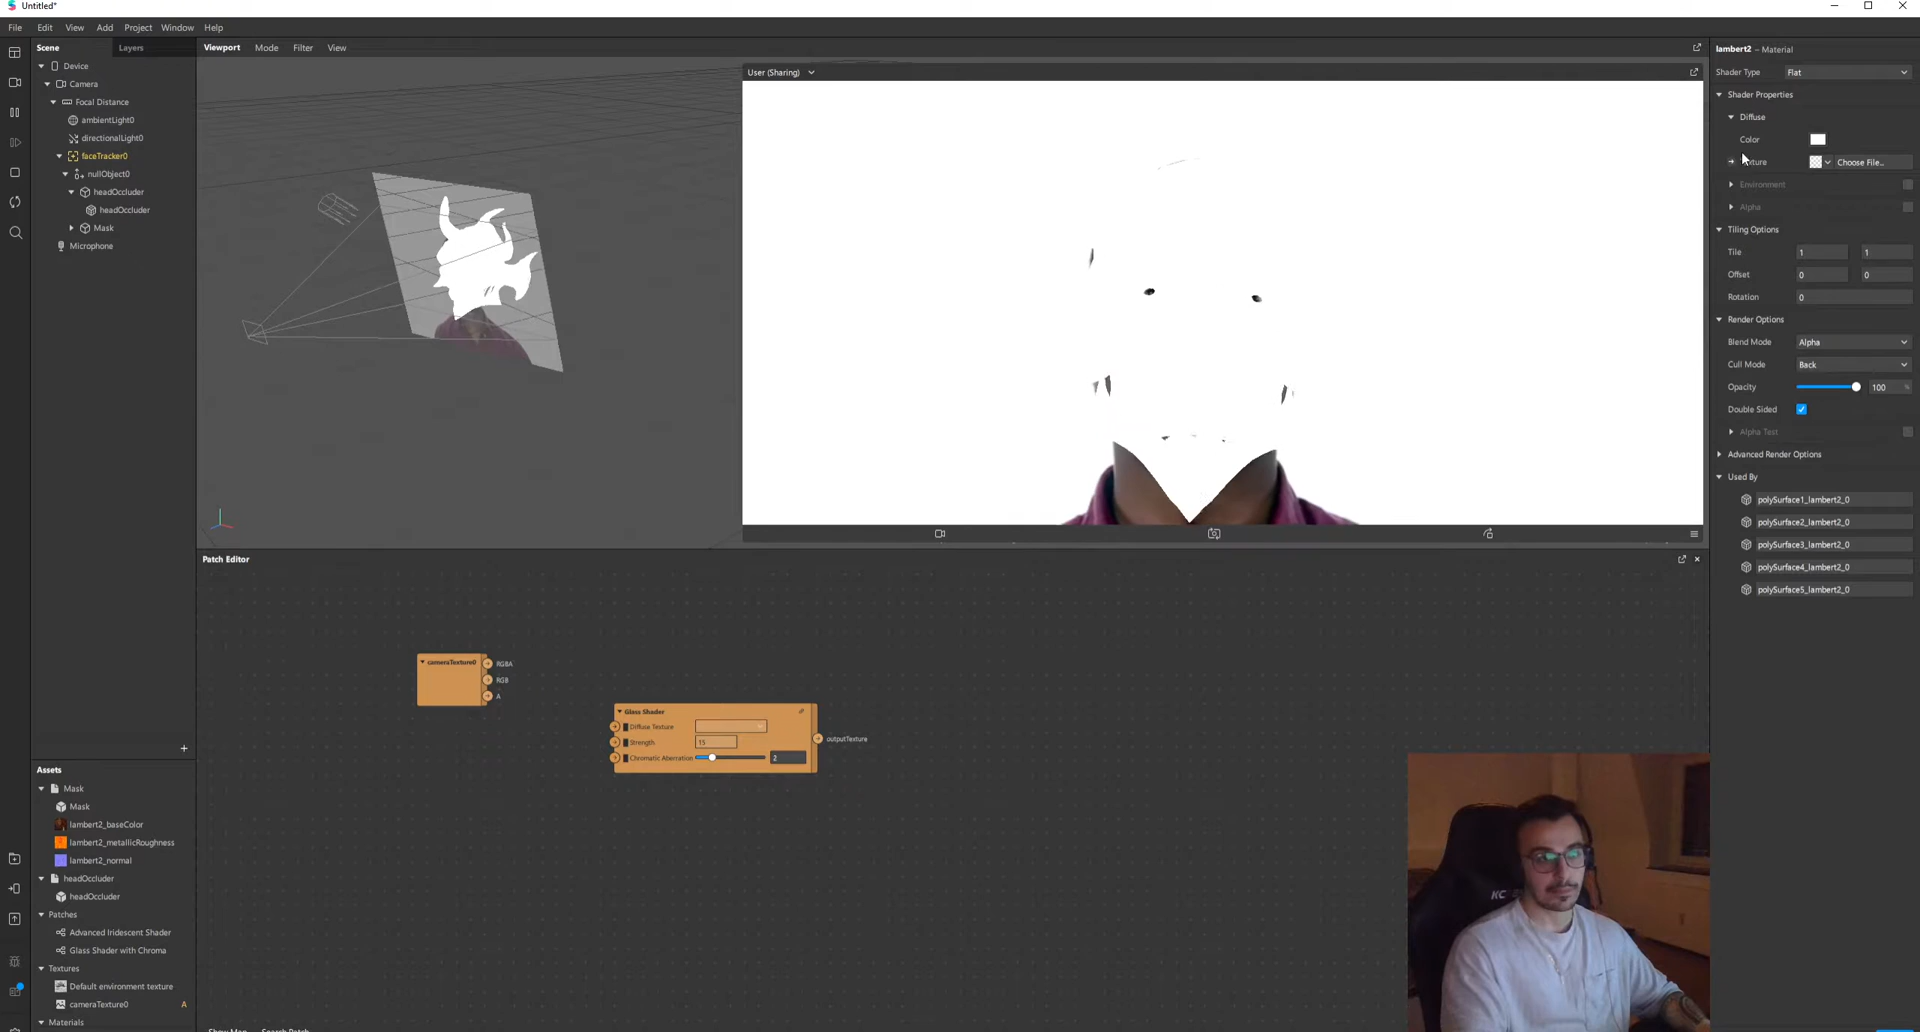 Untitled*
File Edit View Add Project Window Help
Scene Layers
Device
Camera
Focal Distance
ambientLight0
directionalLight0
faceTracker0
nullObject0
headOccluder
headOccluder
Mask
Microphone
Viewport Mode Filter View
User (Sharing)
lambert2 – Material
Shader Type Flat
Shader Properties
Diffuse
Color
xture Choose File...
Environment
Alpha
Tiling Options
Tile 1 1
Offset 0 0
Rotation 0
Render Options
Blend Mode Alpha
Cull Mode Back
Opacity 100 %
Double Sided
Alpha Test
Advanced Render Options
Used By
polySurface1_lambert2_0
polySurface2_lambert2_0
polySurface3_lambert2_0
polySurface4_lambert2_0
polySurface5_lambert2_0
Patch Editor
cameraTexture0
RGBA
RGB
A
Glass Shader
Diffuse Texture
Strength 15
Chromatic Aberration 2
outputTexture
Assets
Mask
Mask
lambert2_baseColor
lambert2_metallicRoughness
lambert2_normal
headOccluder
headOccluder
Patches
Advanced Iridescent Shader
Glass Shader with Chroma
Textures
Default environment texture
cameraTexture0 A
Materials
Show Map Search Patch